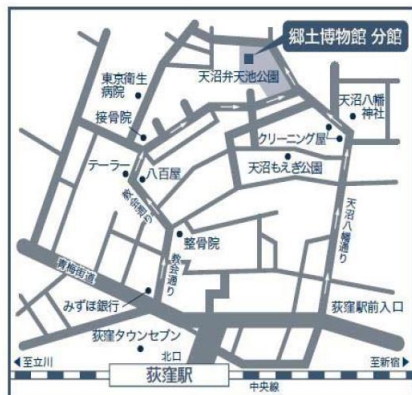 郷土博物館 分館
東京衛生
病院
天沼弁天池公園
接骨院
天沼八幡
神社
クリーニング屋
テーラー
八百屋
天沼もえぎ公園
教会通り
天沼八幡通り
整骨院
教会通り
青梅街道
みずほ銀行
荻窪駅前入口
荻窪タウンセブン
北口
至立川
荻窪駅
至新宿
中央線